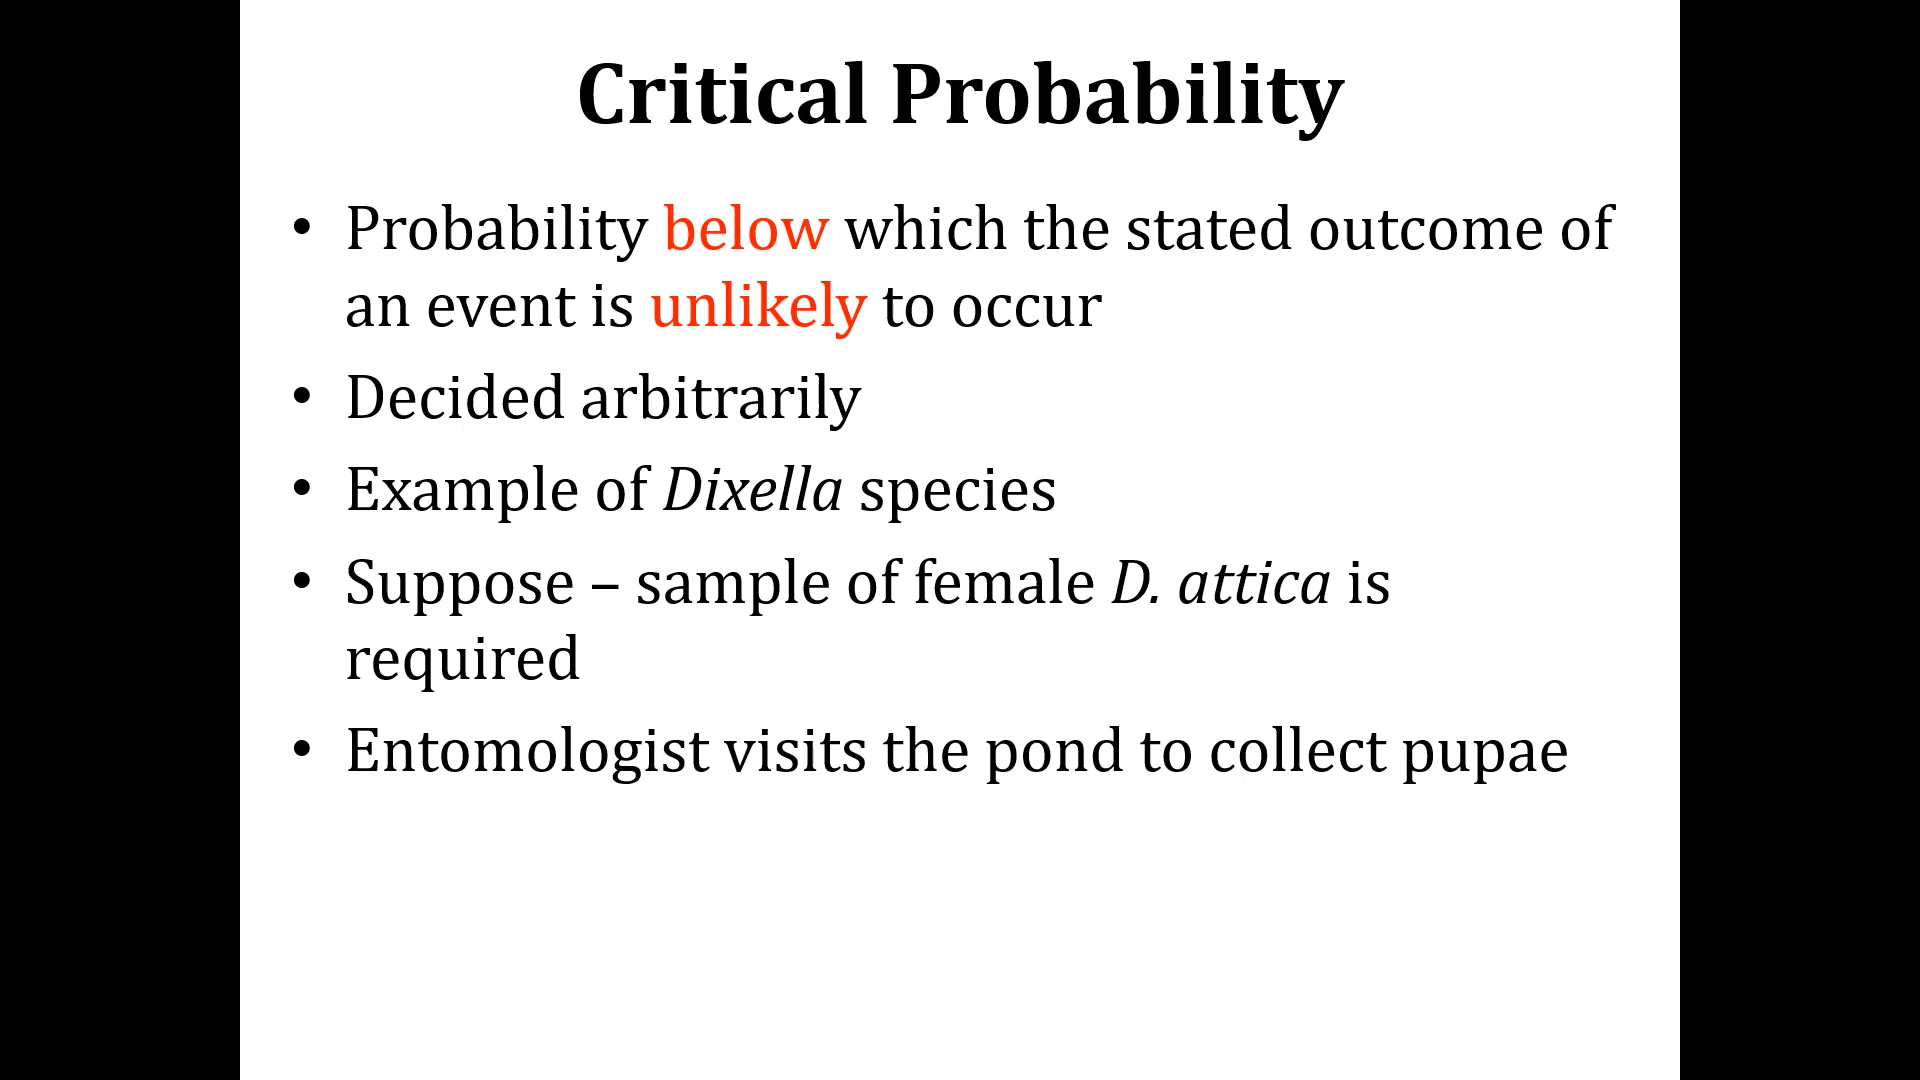 Critical Probability
• Probability below which the stated outcome of
an event is unlikely to occur
• Decided arbitrarily
• Example of Dixella species
• Suppose – sample of female D. attica is
required
• Entomologist visits the pond to collect pupae